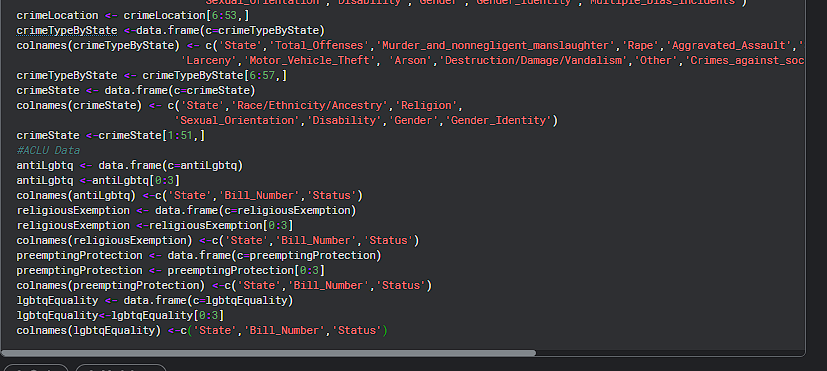 'Sexual_Orientation','Disability','Gender','Gender_Identity','Multiple_bias_incidents')
crimeLocation <- crimeLocation[6:53,]
crimeTypeByState <-data.frame(c=crimeTypeByState)
colnames(crimeTypeByState) <- c('State','Total_Offenses','Murder_and_nonnegligent_manslaughter','Rape','Aggravated_Assault','
'Larceny','Motor_Vehicle_Theft', 'Arson','Destruction/Damage/Vandalism','Other','Crimes_against_soc
crimeTypeByState <- crimeTypeByState[6:57,]
crimeState <- data.frame(c=crimeState)
colnames(crimeState) <- c('State','Race/Ethnicity/Ancestry','Religion',
'Sexual_Orientation','Disability','Gender','Gender_Identity')
crimeState <-crimeState[1:51,]
#ACLU Data
antiLgbtq <- data.frame(c=antiLgbtq)
antiLgbtq <-antiLgbtq[0:3]
colnames(antiLgbtq) <-c('State','Bill_Number','Status')
religiousExemption <- data.frame(c=religiousExemption)
religiousExemption <-religiousExemption[0:3]
colnames(religiousExemption) <-c('State','Bill_Number','Status')
preemptingProtection <- data.frame(c=preemptingProtection)
preemptingProtection <- preemptingProtection[0:3]
colnames(preemptingProtection) <-c('State','Bill_Number','Status')
lgbtqEquality <- data.frame(c=lgbtqEquality)
lgbtqEquality<-lgbtqEquality[0:3]
colnames(lgbtqEquality) <-c('State','Bill_Number','Status')